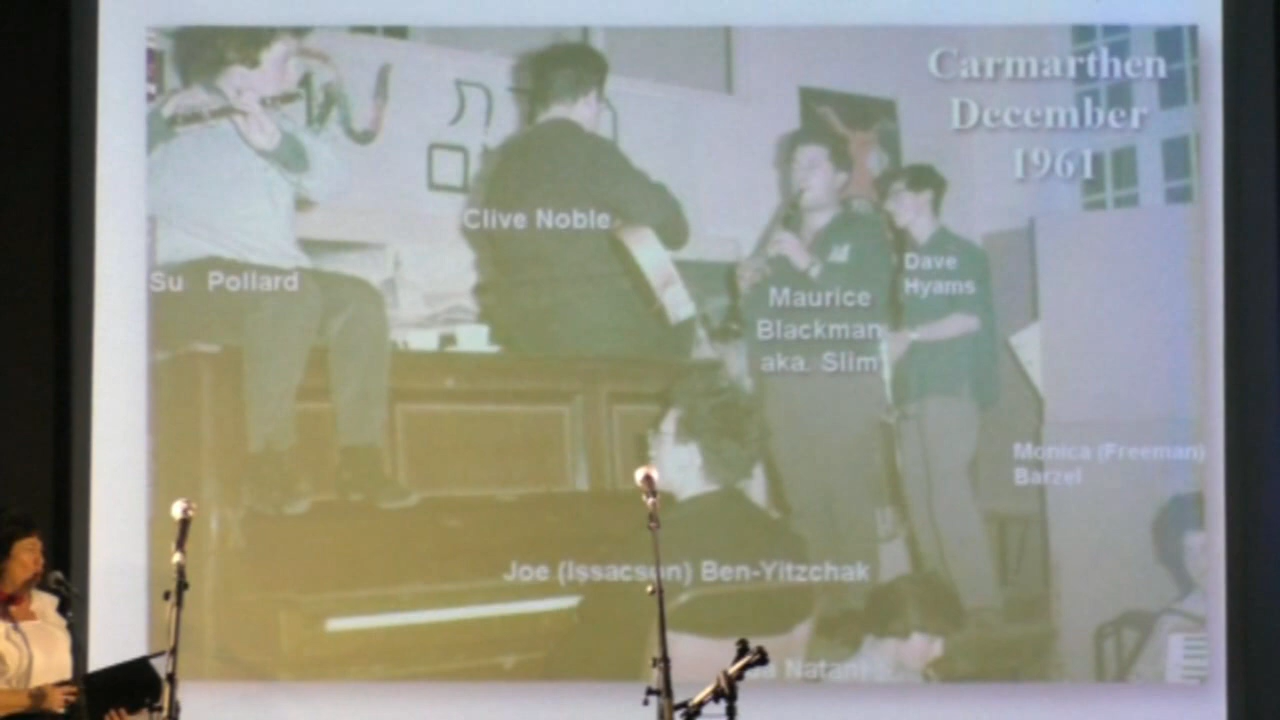 Carmarthen
December
1961
Clive Noble
Su Pollard
Dave
Hyams
Maurice
Blackman
aka. Slim
Monica (Freeman)
Barzel
Joe (Issacson) Ben-Yitzchak